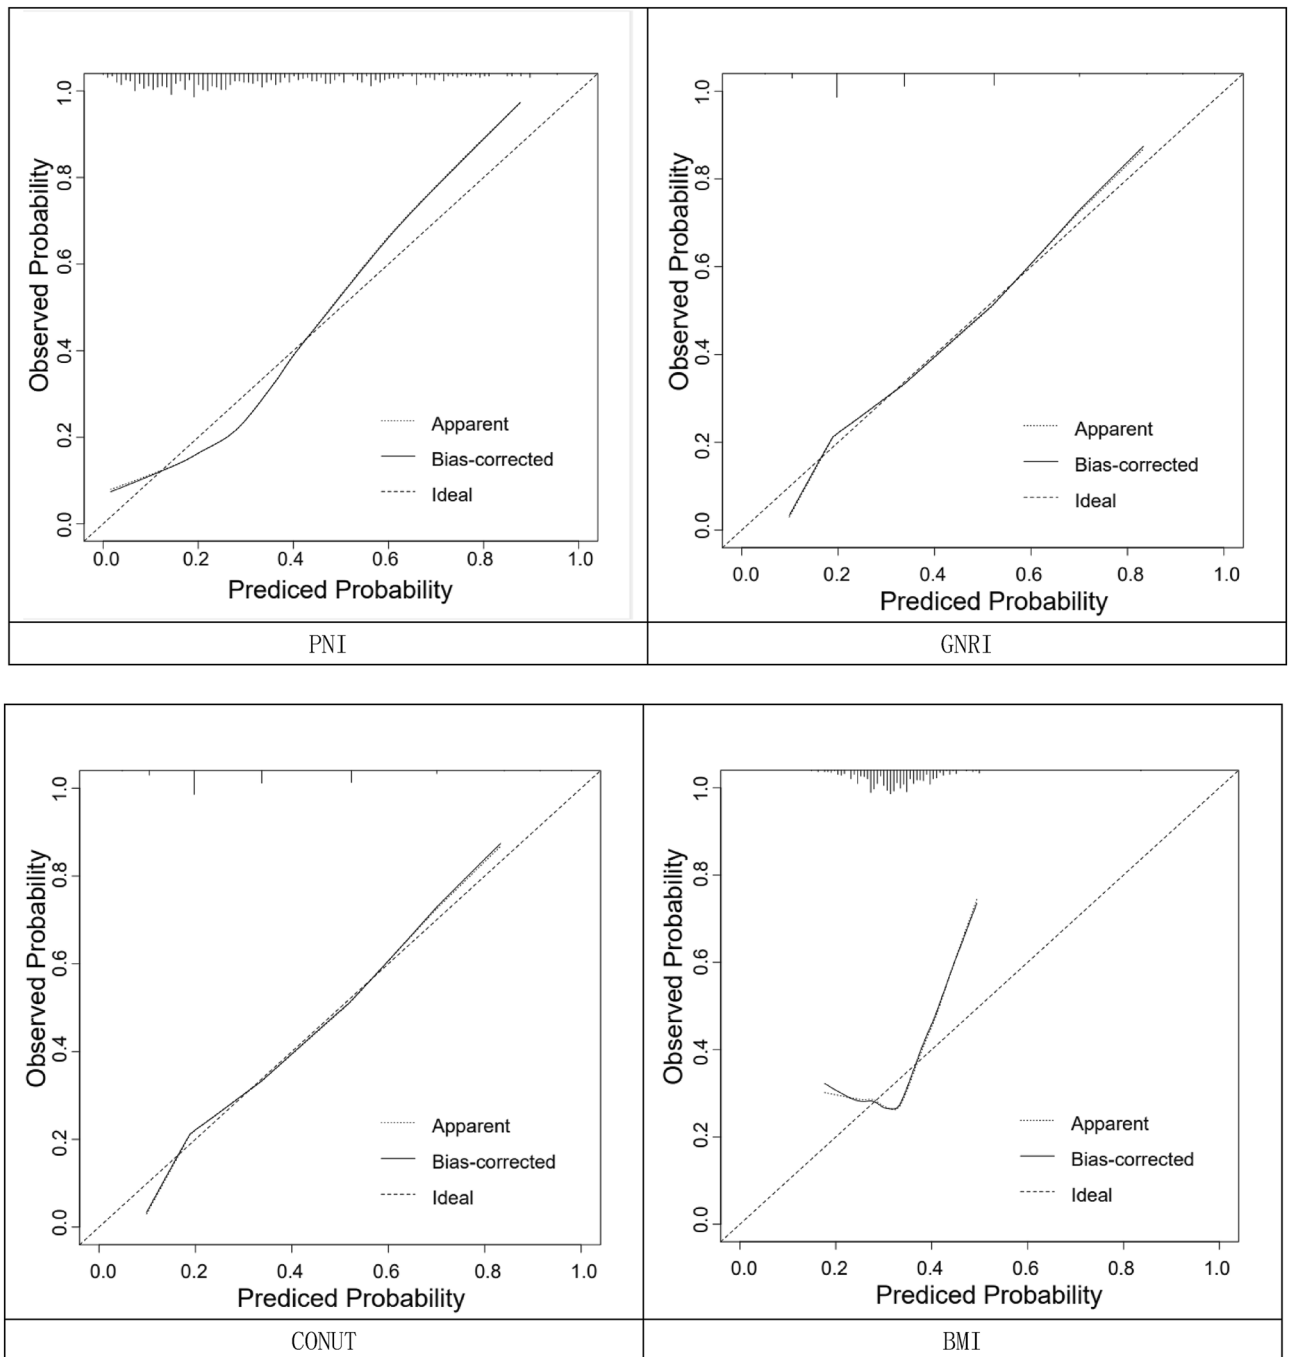 Observed Probability
1.0
0.8
0.6
0.4
0.2
0.0
Apparent
Bias-corrected
Ideal
0.0 0.2 0.4 0.6 0.8 1.0
Prediced Probability
PNI
Observed Probability
1.0
0.8
0.6
0.4
0.2
0.0
Apparent
Bias-corrected
Ideal
0.0 0.2 0.4 0.6 0.8 1.0
Prediced Probability
GNRI
Observed Probability
1.0
0.8
0.6
0.4
0.2
0.0
Apparent
Bias-corrected
Ideal
0.0 0.2 0.4 0.6 0.8 1.0
Prediced Probability
CONUT
Observed Probability
1.0
0.8
0.6
0.4
0.2
0.0
Apparent
Bias-corrected
Ideal
0.0 0.2 0.4 0.6 0.8 1.0
Prediced Probability
BMI